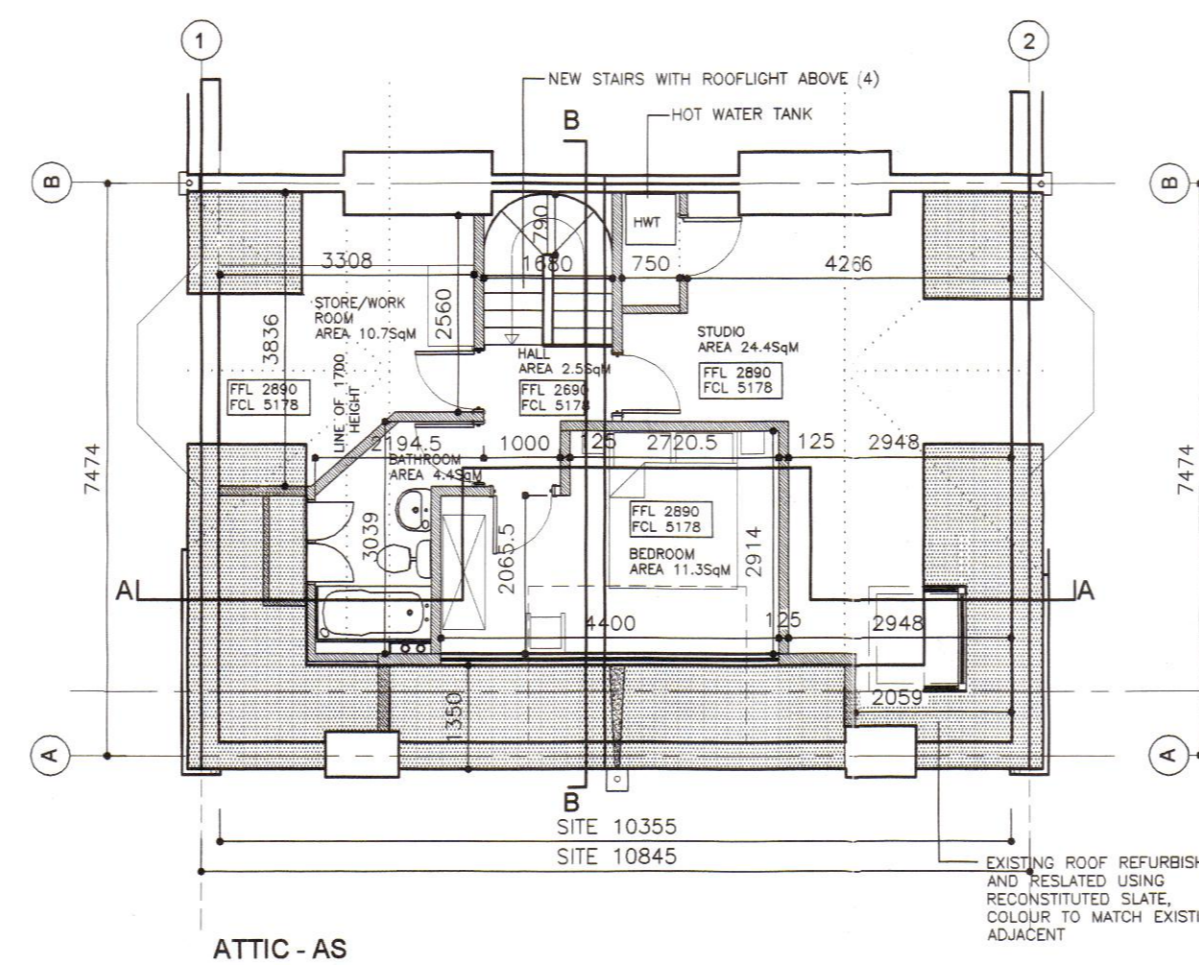 1
2
NEW STAIRS WITH ROOFLIGHT ABOVE (4)
HOT WATER TANK
B
B
B
HWT
790
3308
1680
750
4266
STORE/WORK
ROOM
AREA 10.7SqM
2560
3836
STUDIO
AREA 24.4SqM
HALL
AREA 2.5SqM
FFL 2890
FCL 5178
FFL 2690
FCL 5178
FFL 2890
FCL 5178
LINE OF 1700
HEIGHT
2194.5
1000
125
2720.5
125
2948
BATHROOM
AREA 4.4SqM
7474
7474
FFL 2890
FCL 5178
3039
2065.5
2914
BEDROOM
AREA 11.3SqM
A
A
4400
125
2948
2059
1350
A
A
B
SITE 10355
SITE 10845
EXISTING ROOF REFURBISH
AND RESLATED USING
RECONSTITUTED SLATE,
COLOUR TO MATCH EXISTI
ADJACENT
ATTIC - AS